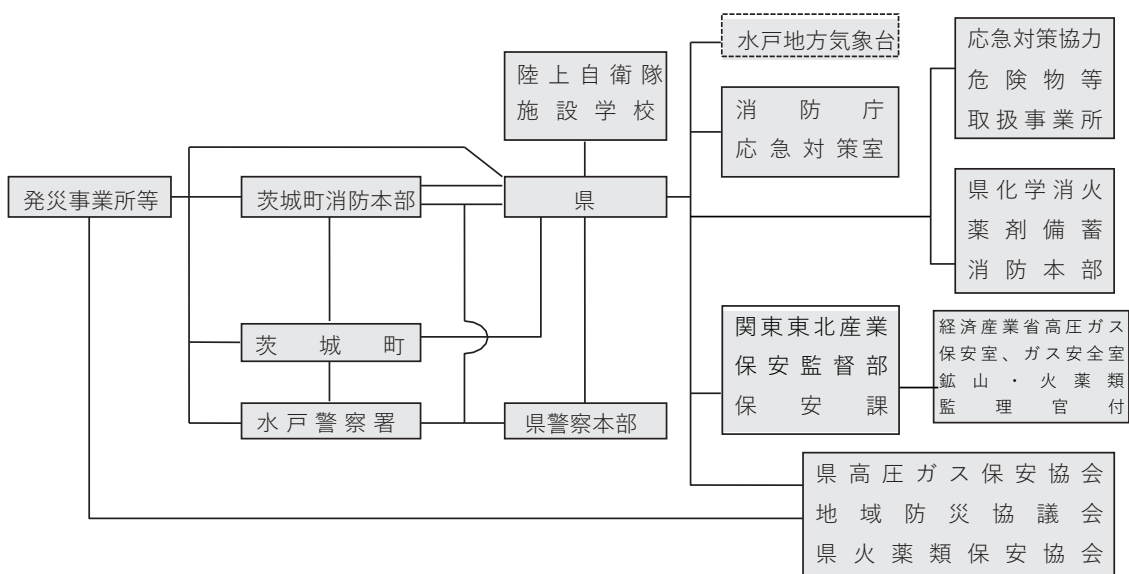 水戸地方気象台
応急対策協力
危険物等
取扱事業所
陸上自衛隊
施設学校
消防庁
応急対策室
発災事業所等
茨城町消防本部
県
県化学消火
薬剤備蓄
消防本部
茨城町
関東東北産業
保安監督部
保安課
経済産業省高圧ガス
保安室、ガス安全室
鉱山・火薬類
監理官付
水戸警察署
県警察本部
県高圧ガス保安協会
地域防災協議会
県火薬類保安協会